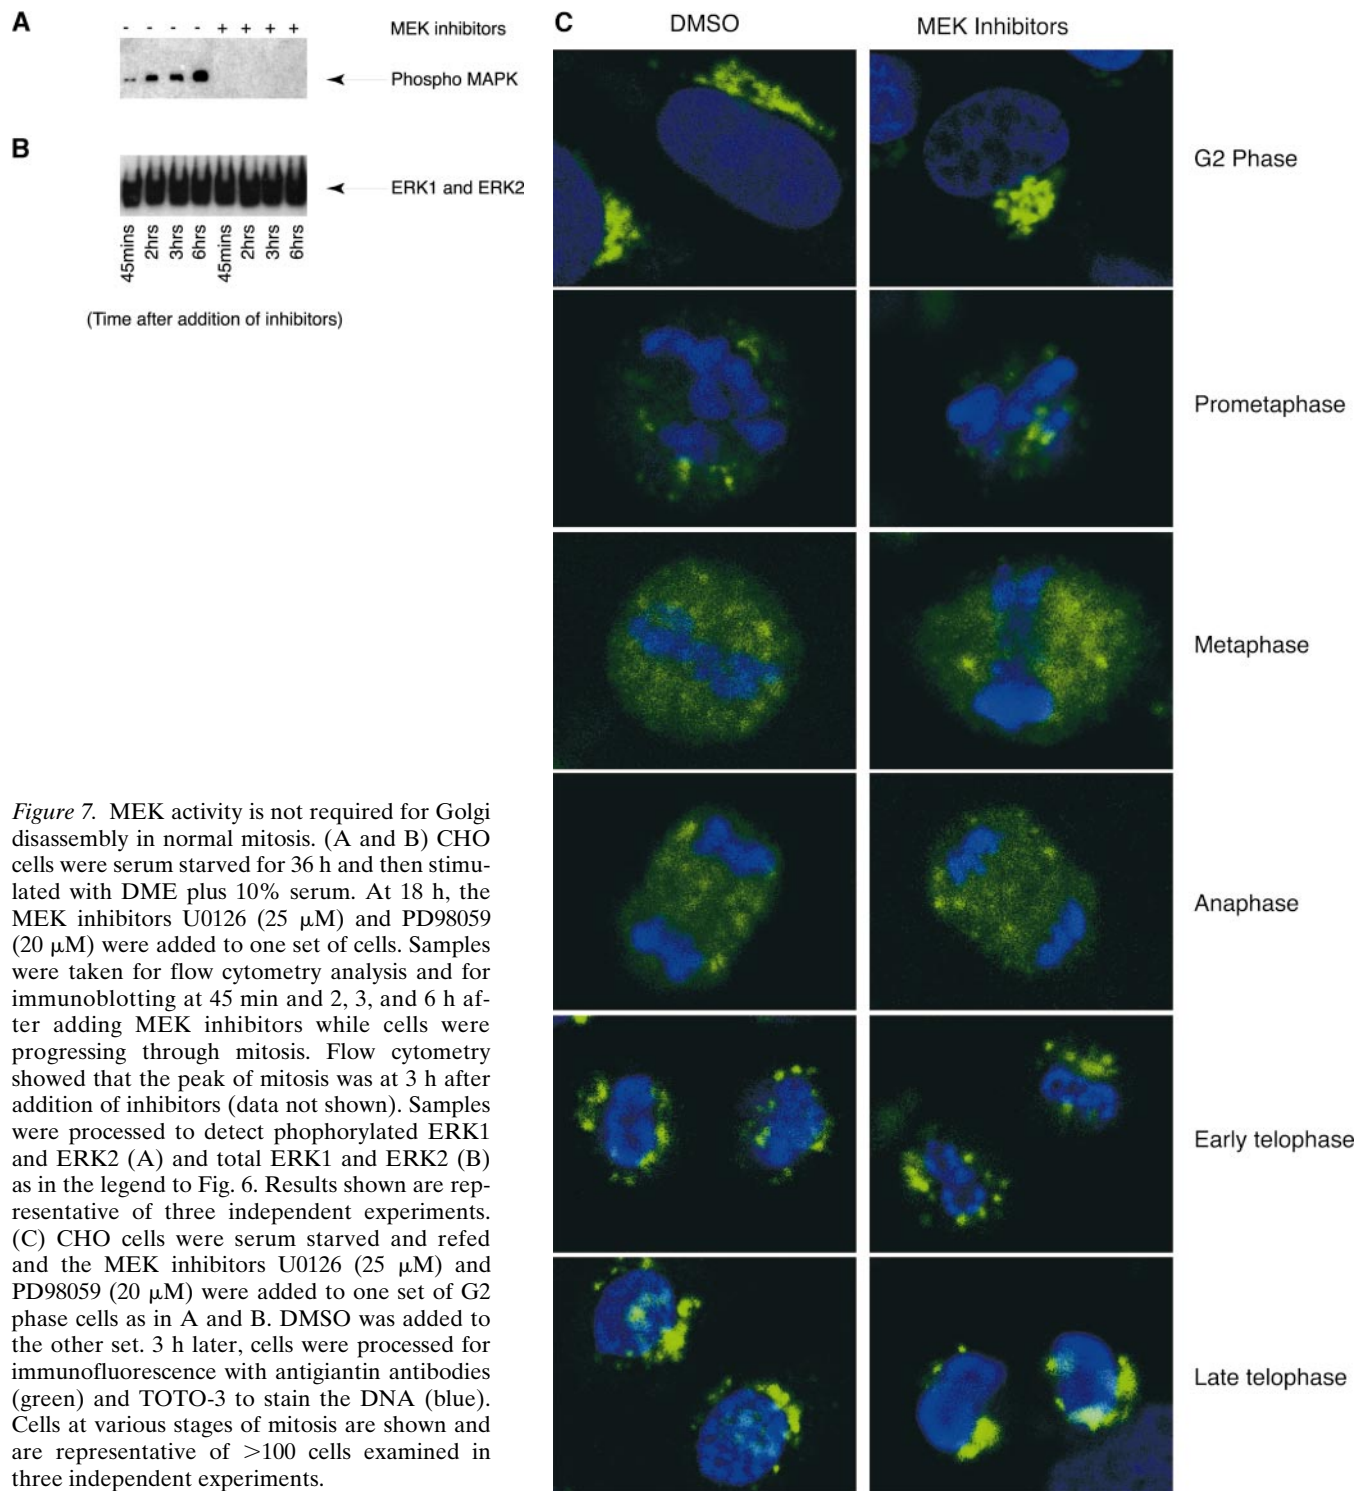 A
- - - - + + + + MEK inhibitors
Phospho MAPK
B
ERK1 and ERK2
45mins 2hrs 3hrs 6hrs 45mins 2hrs 3hrs 6hrs
(Time after addition of inhibitors)
C
DMSO MEK Inhibitors
G2 Phase
Prometaphase
Metaphase
Anaphase
Early telophase
Late telophase
Figure 7. MEK activity is not required for Golgi
disassembly in normal mitosis. (A and B) CHO
cells were serum starved for 36 h and then stimu-
lated with DME plus 10% serum. At 18 h, the
MEK inhibitors U0126 (25 μM) and PD98059
(20 μM) were added to one set of cells. Samples
were taken for flow cytometry analysis and for
immunoblotting at 45 min and 2, 3, and 6 h af-
ter adding MEK inhibitors while cells were
progressing through mitosis. Flow cytometry
showed that the peak of mitosis was at 3 h after
addition of inhibitors (data not shown). Samples
were processed to detect phophorylated ERK1
and ERK2 (A) and total ERK1 and ERK2 (B)
as in the legend to Fig. 6. Results shown are rep-
resentative of three independent experiments.
(C) CHO cells were serum starved and refed
and the MEK inhibitors U0126 (25 μM) and
PD98059 (20 μM) were added to one set of G2
phase cells as in A and B. DMSO was added to
the other set. 3 h later, cells were processed for
immunofluorescence with antigiantin antibodies
(green) and TOTO-3 to stain the DNA (blue).
Cells at various stages of mitosis are shown and
are representative of >100 cells examined in
three independent experiments.